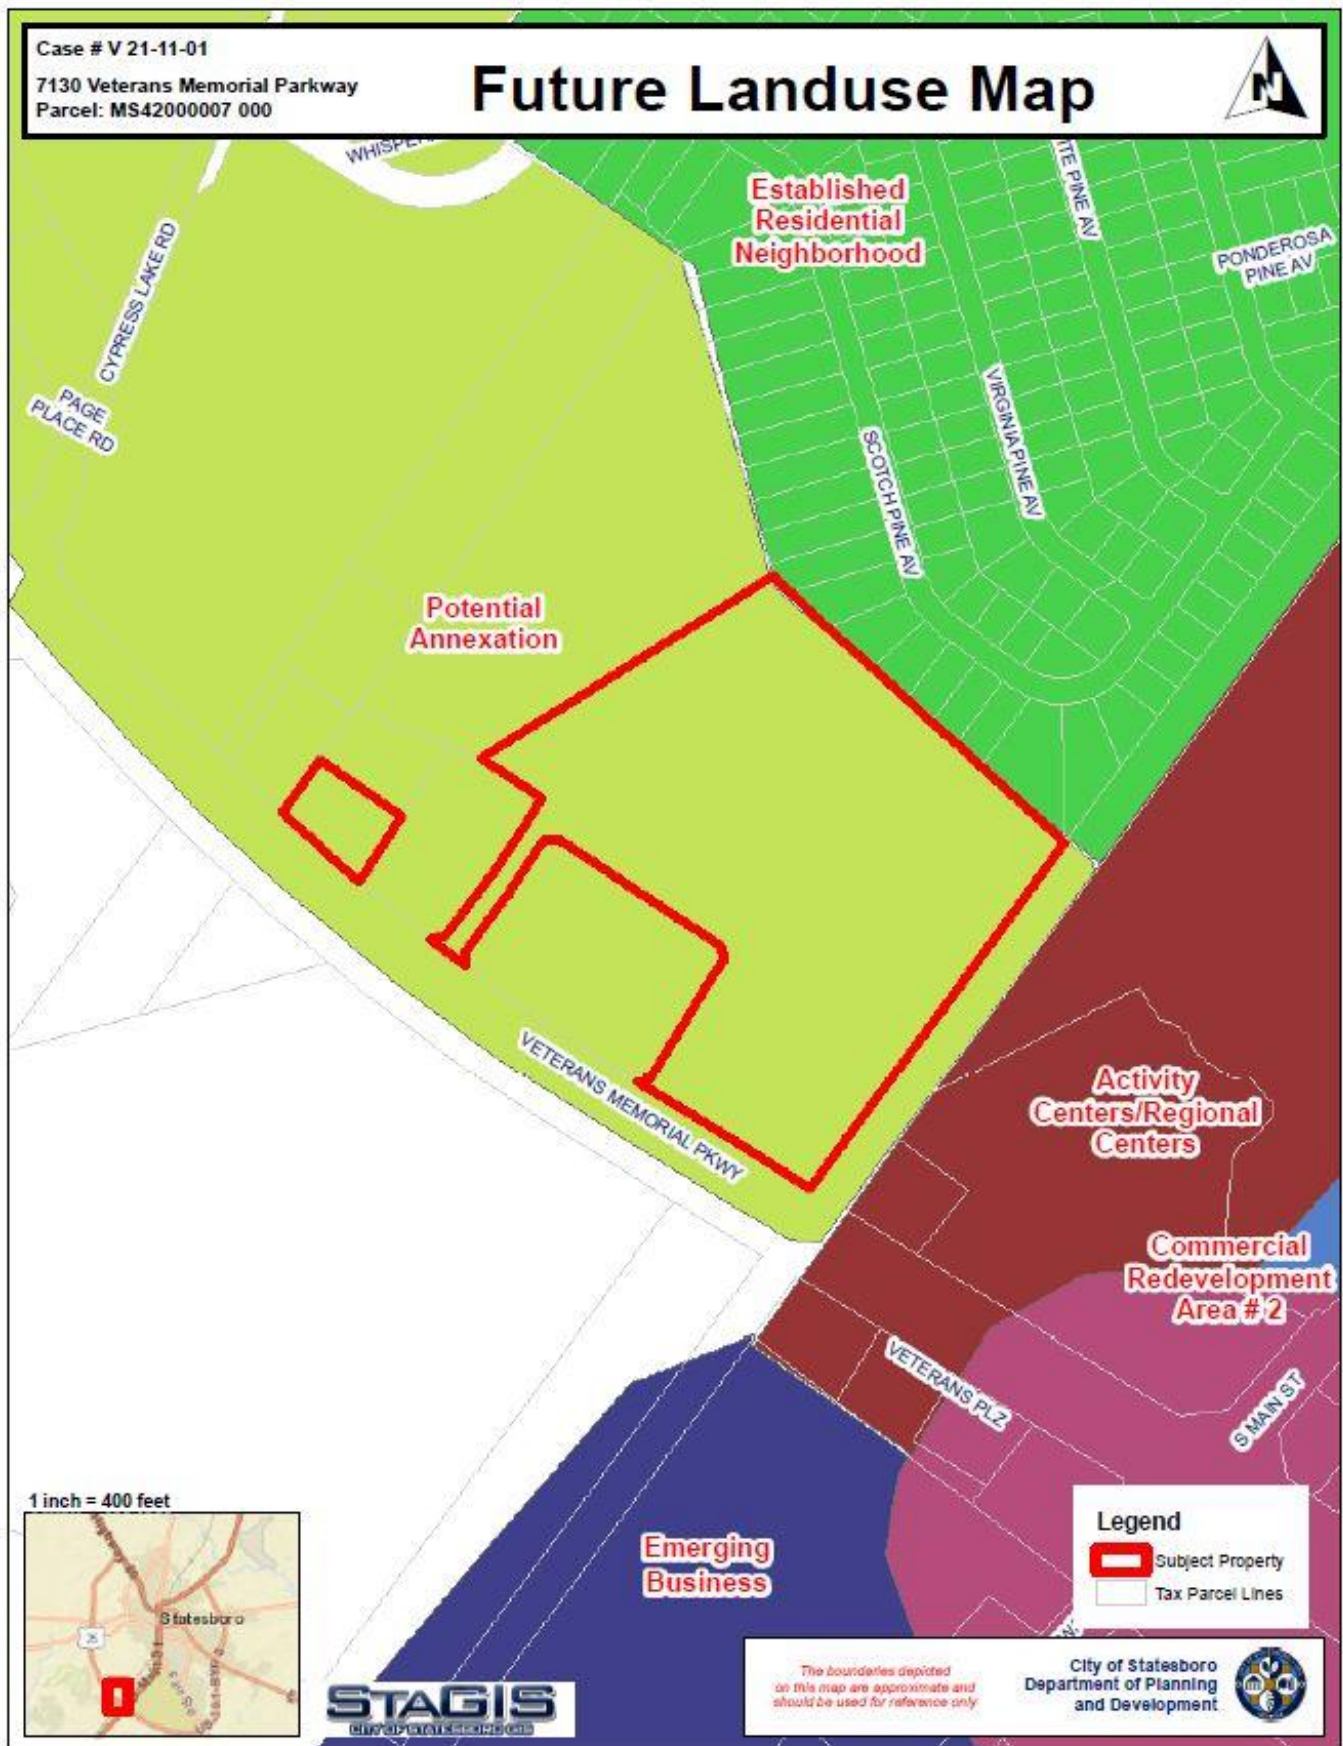 Case # V 21-11-01
7130 Veterans Memorial Parkway
Parcel: MS42000007 000
Future Landuse Map
N
CYPRESS LAKE RD
PAGE
PLACE RD
Established
Residential
Neighborhood
PONDEROSA
PINE AV
VIRGINIA PINE AV
SCOTCH PINE AV
Potential
Annexation
VETERANS MEMORIAL PKWY
Activity
Centers/Regional
Centers
Commercial
Redevelopment
Area # 2
VETERANS PLZ
S MAIN ST
Emerging
Business
1 inch = 400 feet
Statesboro
STAGIS
CITY OF STATESBORO GIS
Legend
Subject Property
Tax Parcel Lines
The boundaries depicted
on this map are approximate and
should be used for reference only
City of Statesboro
Department of Planning
and Development